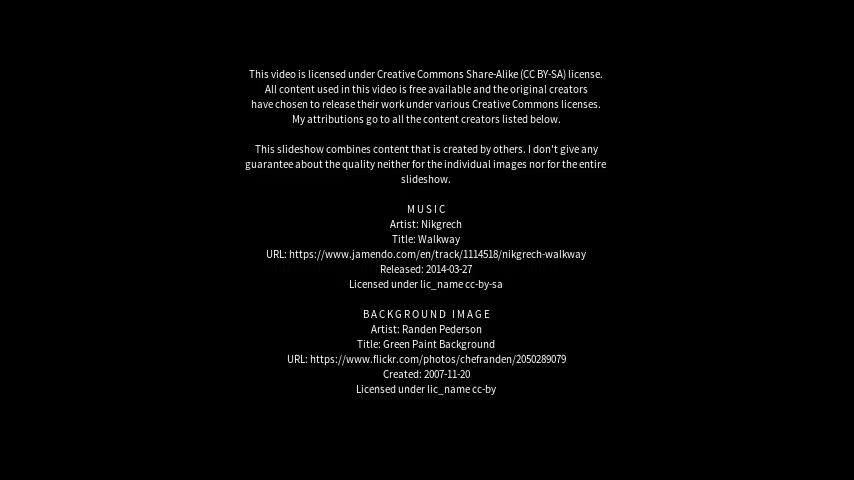 This video is licensed under Creative Commons Share-Alike (CC BY-SA) license.
All content used in this video is free available and the original creators
have chosen to release their work under various Creative Commons licenses.
My attributions go to all the content creators listed below.
This slideshow combines content that is created by others. I don't give any
guarantee about the quality neither for the individual images nor for the entire
slideshow.
MUSIC
Artist: Nikgrech
Title: Walkway
URL: https://www.jamendo.com/en/track/1114518/nikgrech-walkway
Released: 2014-03-27
Licensed under lic_name cc-by-sa
BACKGROUND IMAGE
Artist: Randen Pederson
Title: Green Paint Background
URL: https://www.flickr.com/photos/chefranden/2050289079
Created: 2007-11-20
Licensed under lic_name cc-by